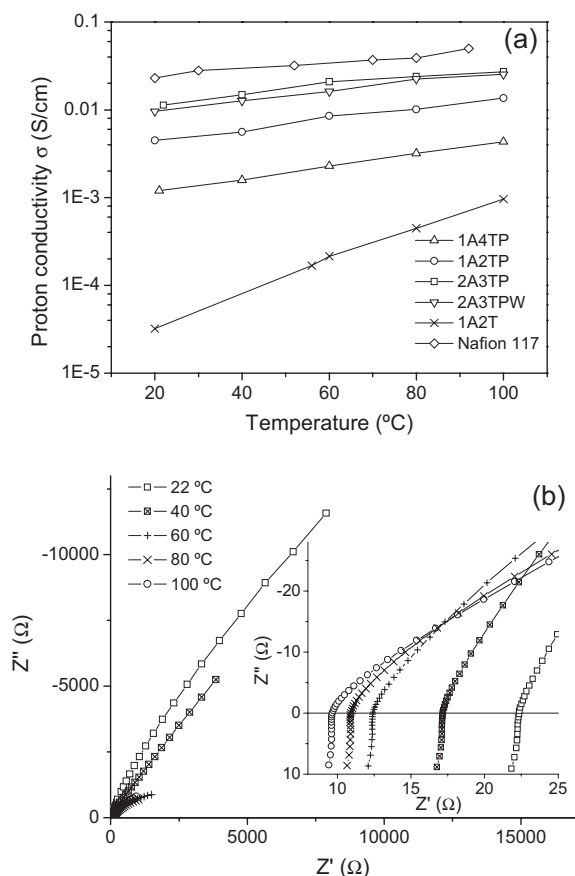 (a)
Proton conductivity σ (S/cm)
0.1
0.01
1E-3
1E-4
1E-5
1A4TP
1A2TP
2A3TP
2A3TPW
1A2T
Nafion 117
20 40 60 80 100
Temperature (ºC)
(b)
22 ºC
40 ºC
60 ºC
80 ºC
100 ºC
Z'' (Ω)
-10000
-5000
0
0 5000 10000 15000
Z' (Ω)
Z'' (Ω)
-20
-10
0
10
10 15 20 25
Z' (Ω)